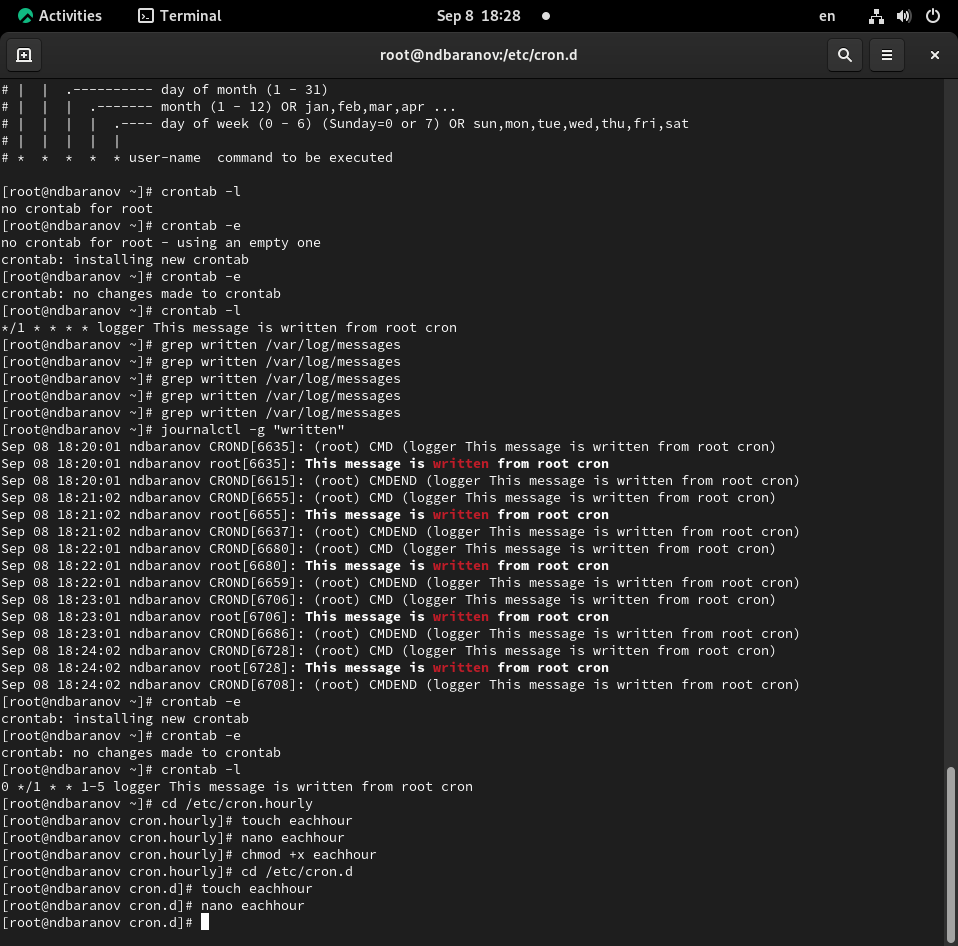 Activities Terminal Sep 8 18:28 en
root@ndbaranov:/etc/cron.d
# | | .---------- day of month (1 - 31)
# | | | .------- month (1 - 12) OR jan,feb,mar,apr ...
# | | | | .---- day of week (0 - 6) (Sunday=0 or 7) OR sun,mon,tue,wed,thu,fri,sat
# | | | | |
# * * * * * user-name command to be executed
[root@ndbaranov ~]# crontab -l
no crontab for root
[root@ndbaranov ~]# crontab -e
no crontab for root - using an empty one
crontab: installing new crontab
[root@ndbaranov ~]# crontab -e
crontab: no changes made to crontab
[root@ndbaranov ~]# crontab -l
*/1 * * * * logger This message is written from root cron
[root@ndbaranov ~]# grep written /var/log/messages
[root@ndbaranov ~]# grep written /var/log/messages
[root@ndbaranov ~]# grep written /var/log/messages
[root@ndbaranov ~]# grep written /var/log/messages
[root@ndbaranov ~]# grep written /var/log/messages
[root@ndbaranov ~]# journalctl -g "written"
Sep 08 18:20:01 ndbaranov CROND[6635]: (root) CMD (logger This message is written from root cron)
Sep 08 18:20:01 ndbaranov root[6635]: This message is written from root cron
Sep 08 18:20:01 ndbaranov CROND[6615]: (root) CMDEND (logger This message is written from root cron)
Sep 08 18:21:02 ndbaranov CROND[6655]: (root) CMD (logger This message is written from root cron)
Sep 08 18:21:02 ndbaranov root[6655]: This message is written from root cron
Sep 08 18:21:02 ndbaranov CROND[6637]: (root) CMDEND (logger This message is written from root cron)
Sep 08 18:22:01 ndbaranov CROND[6680]: (root) CMD (logger This message is written from root cron)
Sep 08 18:22:01 ndbaranov root[6680]: This message is written from root cron
Sep 08 18:22:01 ndbaranov CROND[6659]: (root) CMDEND (logger This message is written from root cron)
Sep 08 18:23:01 ndbaranov CROND[6706]: (root) CMD (logger This message is written from root cron)
Sep 08 18:23:01 ndbaranov root[6706]: This message is written from root cron
Sep 08 18:23:01 ndbaranov CROND[6686]: (root) CMDEND (logger This message is written from root cron)
Sep 08 18:24:02 ndbaranov CROND[6728]: (root) CMD (logger This message is written from root cron)
Sep 08 18:24:02 ndbaranov root[6728]: This message is written from root cron
Sep 08 18:24:02 ndbaranov CROND[6708]: (root) CMDEND (logger This message is written from root cron)
[root@ndbaranov ~]# crontab -e
crontab: installing new crontab
[root@ndbaranov ~]# crontab -e
crontab: no changes made to crontab
[root@ndbaranov ~]# crontab -l
0 */1 * * 1-5 logger This message is written from root cron
[root@ndbaranov ~]# cd /etc/cron.hourly
[root@ndbaranov cron.hourly]# touch eachhour
[root@ndbaranov cron.hourly]# nano eachhour
[root@ndbaranov cron.hourly]# chmod +x eachhour
[root@ndbaranov cron.hourly]# cd /etc/cron.d
[root@ndbaranov cron.d]# touch eachhour
[root@ndbaranov cron.d]# nano eachhour
[root@ndbaranov cron.d]#